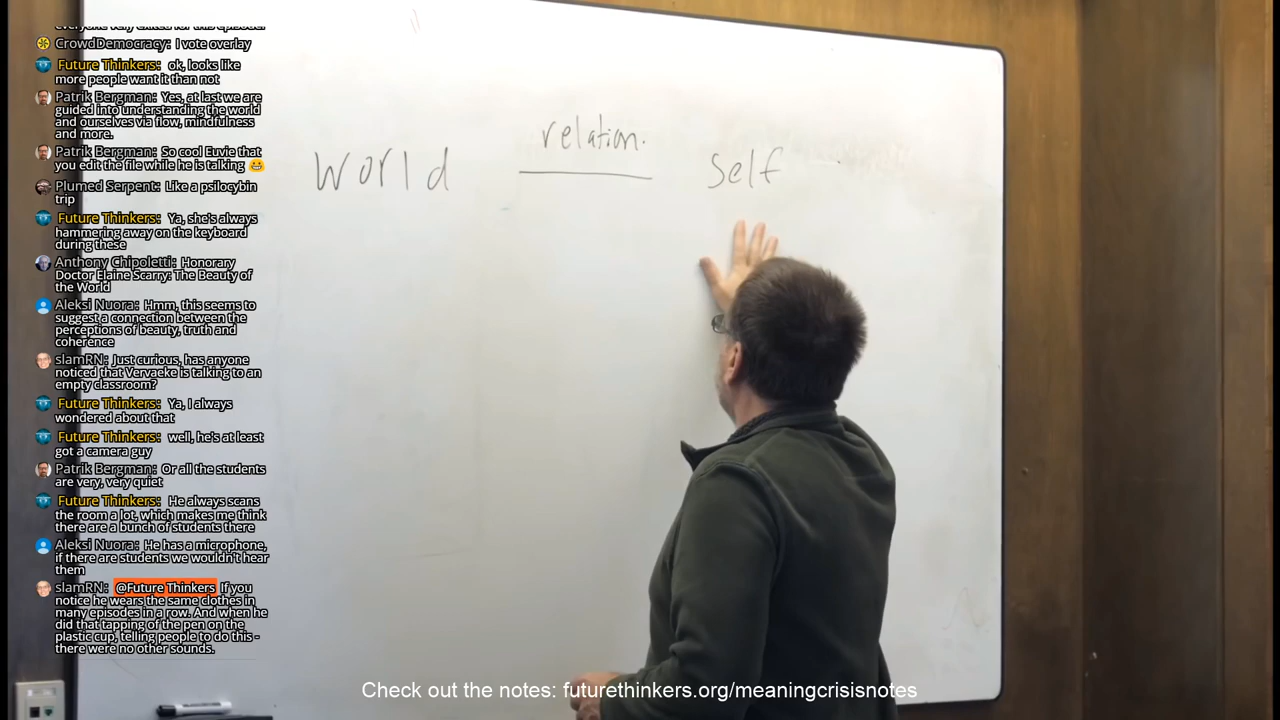 CrowdDemocracy: I vote overlay
Future Thinkers: ok, looks like
more people want it than not
Patrik Bergman: Yes, at last we are
guided into understanding the world
and ourselves via flow, mindfulness
and more.
Patrik Bergman: So cool Euvie that
you edit the file while he is talking 😀
Plumed Serpent: Like a psilocybin
trip
Future Thinkers: Ya, she's always
hammering away on the keyboard
during these
Anthony Chipoletti: Honorary
Doctor Elaine Scarry: The Beauty of
the World
Aleksi Nuora: Hmm, this seems to
suggest a connection between the
perceptions of beauty, truth and
coherence
slamRN: Just curious, has anyone
noticed that Vervaeke is talking to an
empty classroom?
Future Thinkers: Ya, I always
wondered about that
Future Thinkers: well, he's at least
got a camera guy
Patrik Bergman: Or all the students
are very, very quiet
Future Thinkers: He always scans
the room a lot, which makes me think
there are a bunch of students there
Aleksi Nuora: He has a microphone,
if there are students we wouldn't hear
them
slamRN: @Future Thinkers If you
notice he wears the same clothes in
many episodes in a row. And when he
did that tapping of the pen on the
plastic cup, telling people to do this -
there were no other sounds.
relation.
World
Self
Check out the notes: futurethinkers.org/meaningcrisisnotes